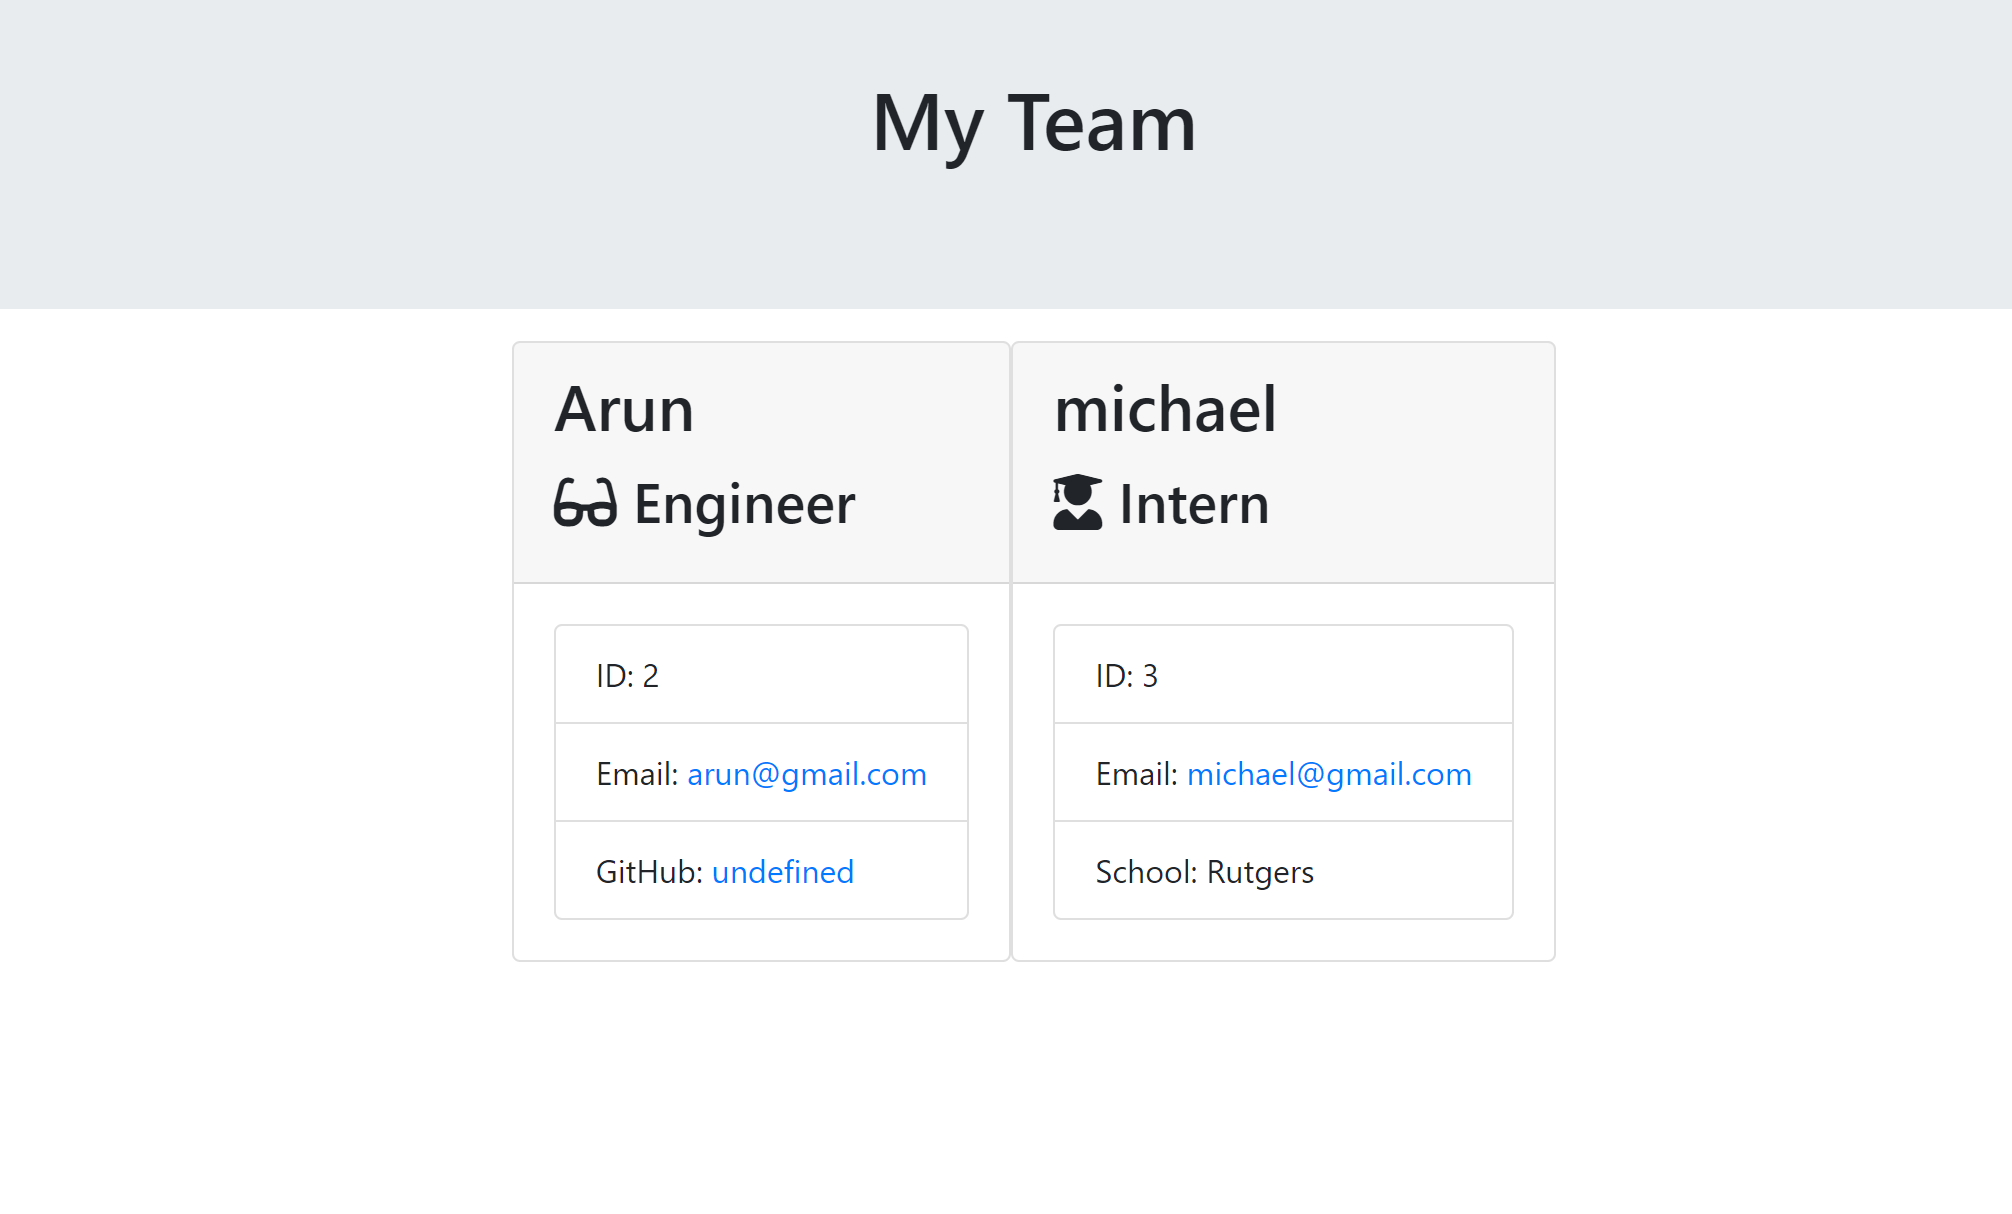 My Team
Arun
Engineer
ID: 2
Email: arun@gmail.com
GitHub: undefined
michael
Intern
ID: 3
Email: michael@gmail.com
School: Rutgers